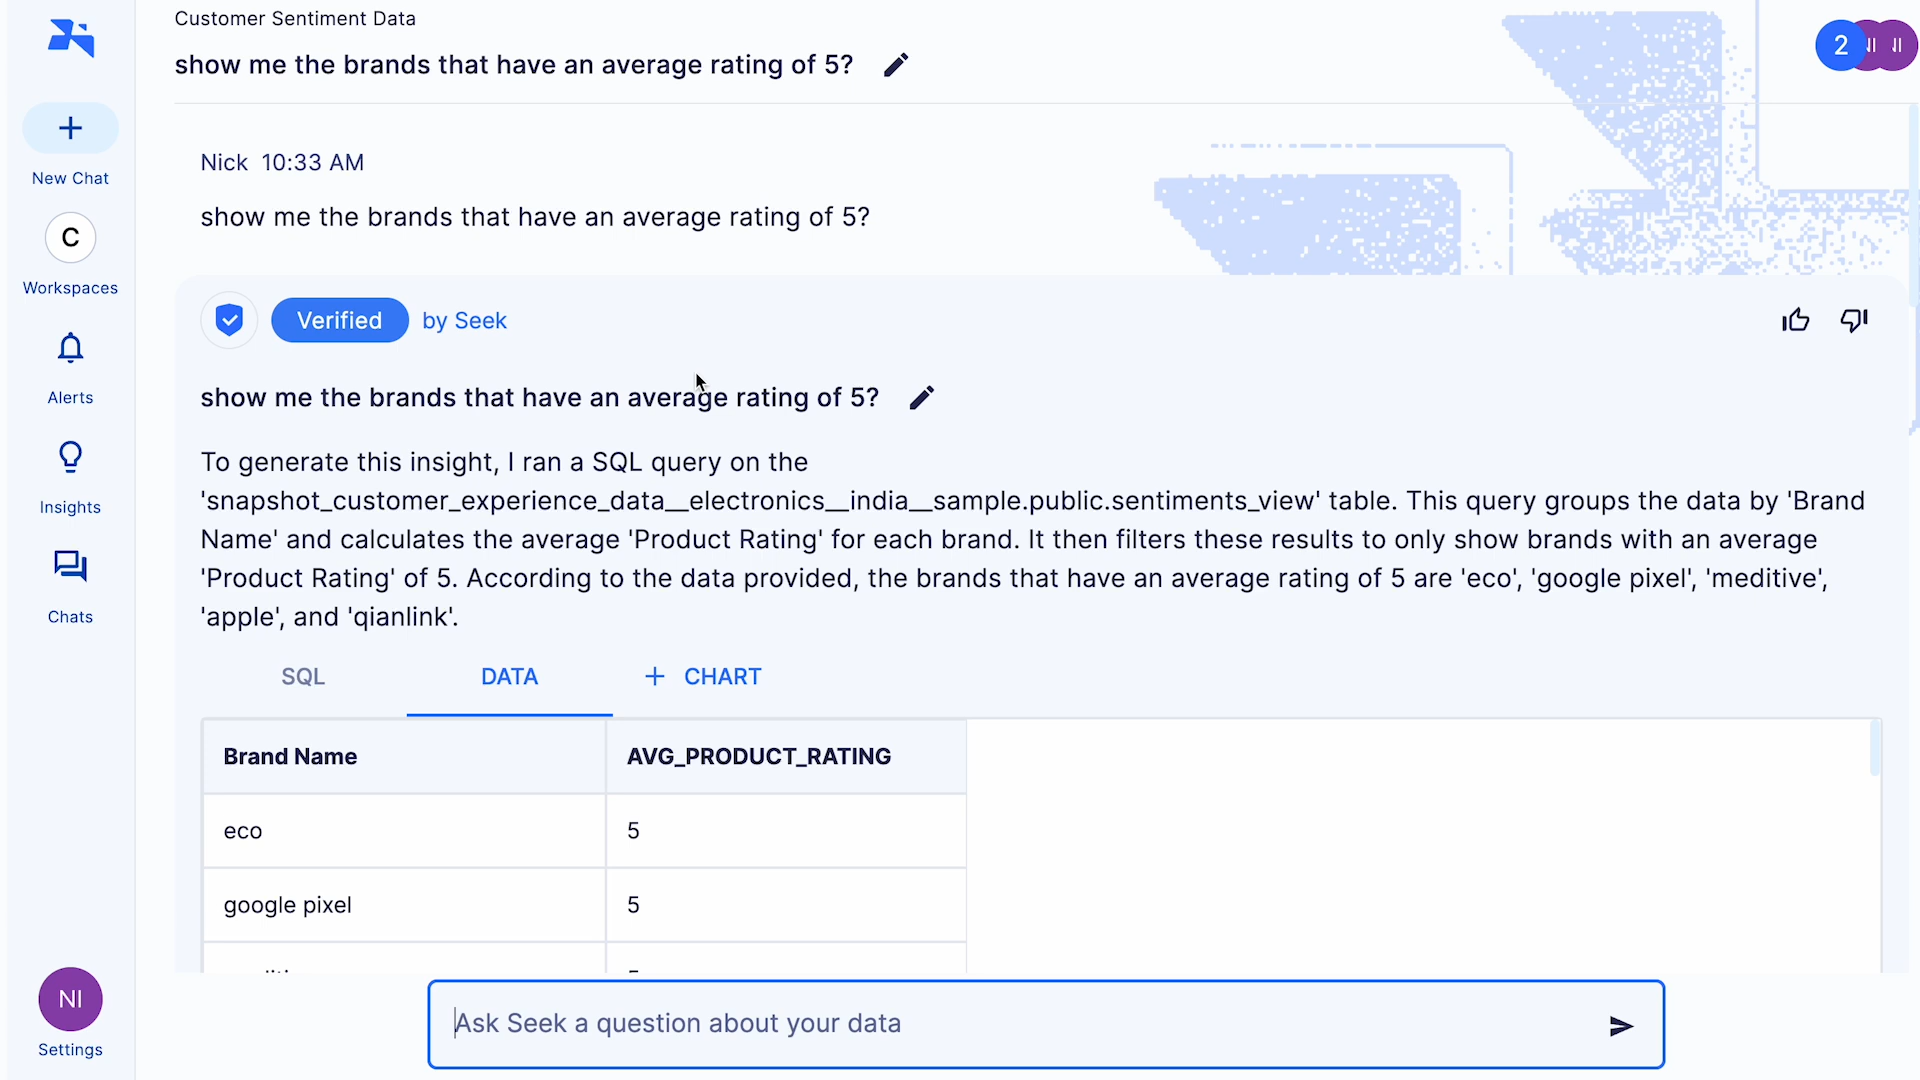 Customer Sentiment Data
show me the brands that have an average rating of 5?
2
NI
New Chat
C
Workspaces
Alerts
Insights
Chats
NI
Settings
Nick 10:33 AM
show me the brands that have an average rating of 5?
Verified by Seek
show me the brands that have an average rating of 5?
To generate this insight, I ran a SQL query on the
'snapshot_customer_experience_data__electronics__india__sample.public.sentiments_view' table. This query groups the data by 'Brand
Name' and calculates the average 'Product Rating' for each brand. It then filters these results to only show brands with an average
'Product Rating' of 5. According to the data provided, the brands that have an average rating of 5 are 'eco', 'google pixel', 'meditive',
'apple', and 'qianlink'.
SQL DATA + CHART
Brand Name AVG_PRODUCT_RATING
eco 5
google pixel 5
Ask Seek a question about your data